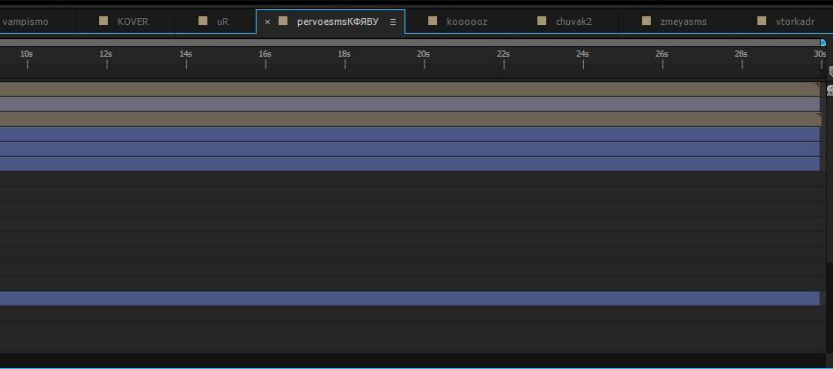 vampismo KOVER uR × pervoesmsКФЯВУ ≡ koooooz chuvak2 zmeyasms vtorkadr
10s 12s 14s 16s 18s 20s 22s 24s 26s 28s 30s